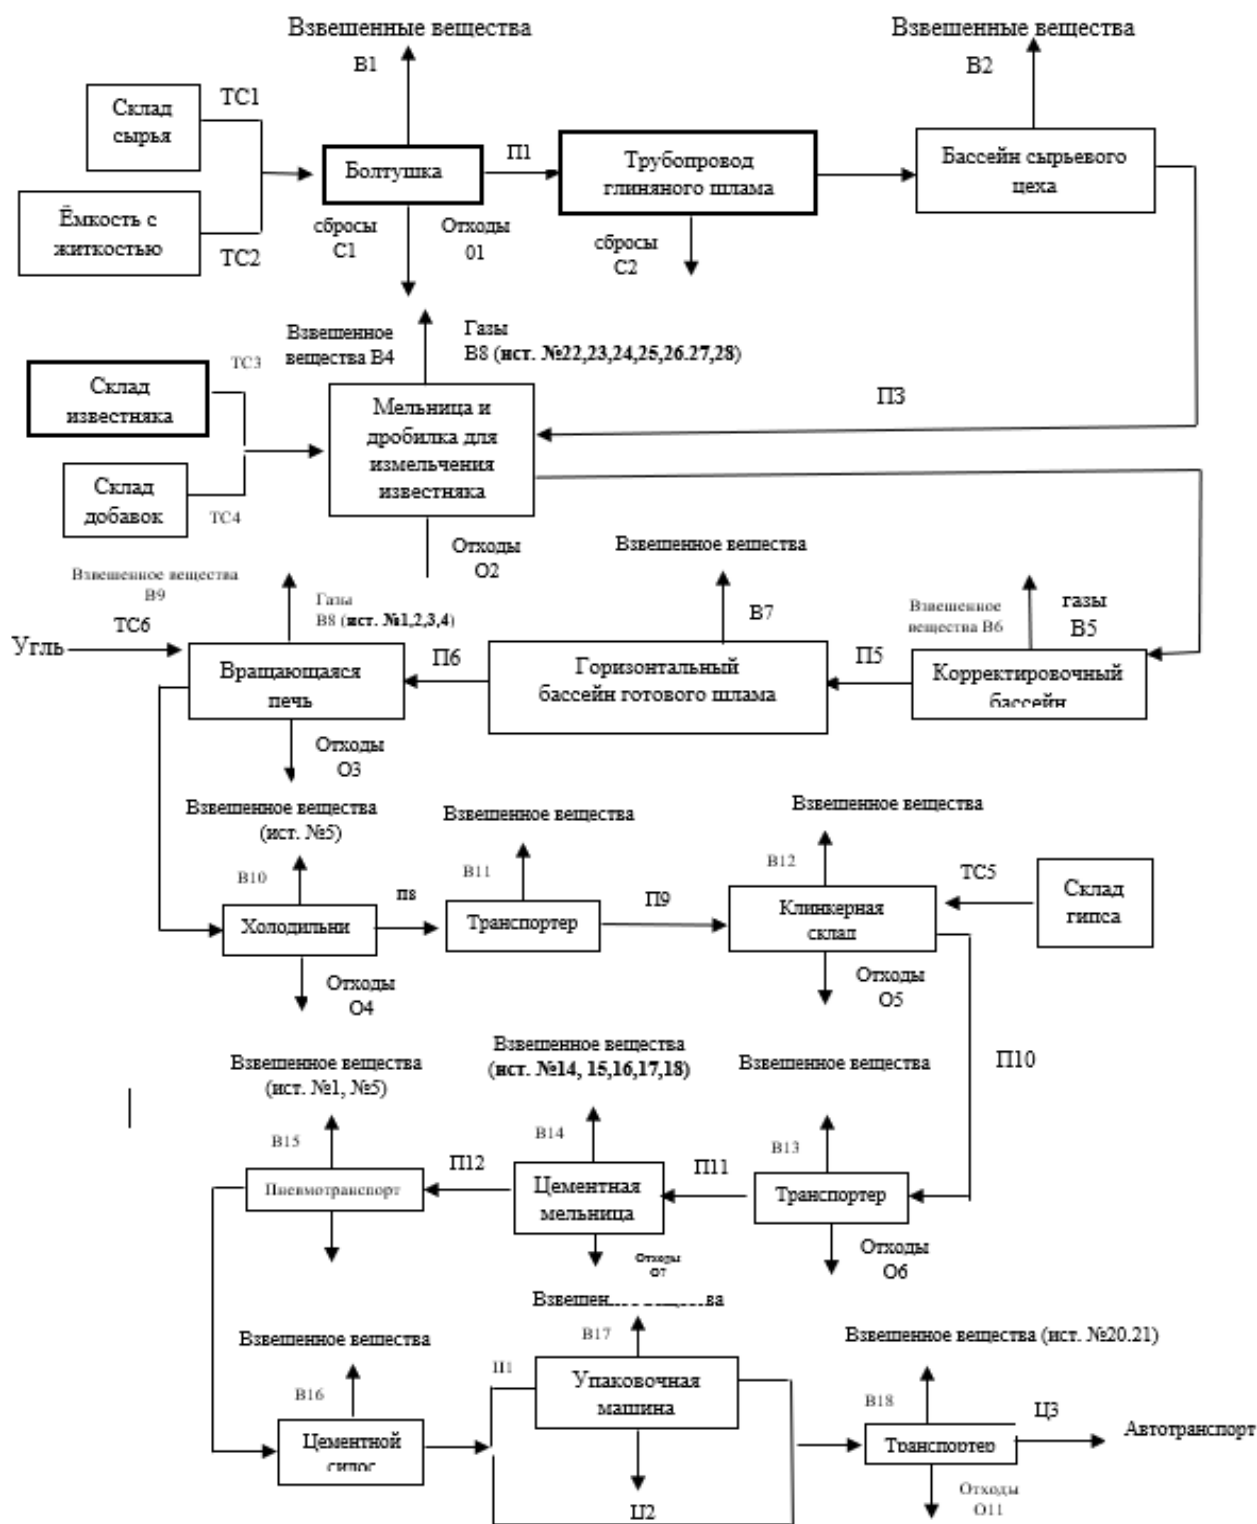 Взвешенные вещества
Взвешенные вещества
В1
В2
Склад
сырья
ТС1
Болтушка
П1
Трубопровод
глиняного шлама
Бассейн сырьевого
цеха
Ёмкость с
житкостью
ТС2
сбросы
С1
Отходы
01
сбросы
С2
Взвешенное
вещества В4
Газы
В8 (ист. №22,23,24,25,26.27,28)
ТС3
Склад
известняка
Мельница и
дробилка для
измельчения
известняка
П3
Склад
добавок
ТС4
Отходы
О2
Взвешенное вешества
Взвешенное вещества
В9
Газы
В8 (ист. №1,2,3,4)
В7
Взвешенное
вещества В6
газы
В5
Угль
ТС6
Вращающаяся
печь
П6
Горизонтальный
бассейн готового шлама
П5
Корректировочный
бассейн
Отходы
О3
Взвешенное вещества
(ист. №5)
Взвешенное вещества
Взвешенное вещества
В10
В11
В12
Холодильни
П8
Транспортер
П9
Клинкерная
склад
ТС5
Склад
гипса
Отходы
О4
Отходы
О5
Взвешенное вещества
(ист. №1, №5)
Взвешенное вещества
(ист. №14, 15,16,17,18)
Взвешенное вещества
П10
В15
В14
В13
Пневмотранспорт
П12
Цементная
мельница
П11
Транспортер
Отходы
О7
Отходы
О6
Взвешенное вещества
В17
Взвешенное вещества (ист. №20.21)
В16
Упаковочная
машина
В18
Цементной
силос
Транспортер
Ц3
Автотранспорт
Ц2
Отходы
О11